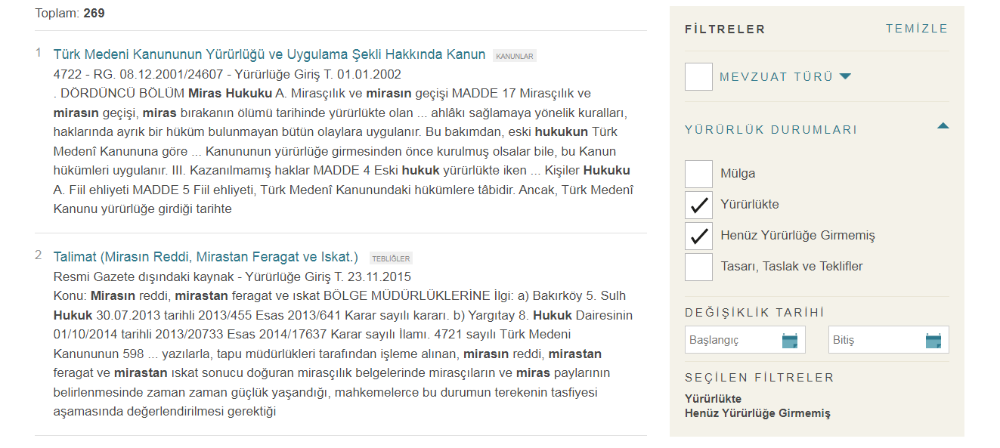 Toplam: 269
1 Türk Medeni Kanununun Yürürlüğü ve Uygulama Şekli Hakkında Kanun KANUNLAR
4722 - RG. 08.12.2001/24607 - Yürürlüğe Giriş T. 01.01.2002
. DÖRDÜNCÜ BÖLÜM Miras Hukuku A. Mirasçılık ve mirasın geçişi MADDE 17 Mirasçılık ve
mirasın geçişi, miras bırakanın ölümü tarihinde yürürlükte olan ... ahlâkı sağlamaya yönelik kuralları,
haklarında ayrık bir hüküm bulunmayan bütün olaylara uygulanır. Bu bakımdan, eski hukukun Türk
Medenî Kanununa göre ... Kanununun yürürlüğe girmesinden önce kurulmuş olsalar bile, bu Kanun
hükümleri uygulanır. III. Kazanılmamış haklar MADDE 4 Eski hukuk yürürlükte iken ... Kişiler Hukuku
A. Fiil ehliyeti MADDE 5 Fiil ehliyeti, Türk Medenî Kanunundaki hükümlere tâbidir. Ancak, Türk Medenî
Kanunu yürürlüğe girdiği tarihte
2 Talimat (Mirasın Reddi, Mirastan Feragat ve Iskat.) TEBLİĞLER
Resmi Gazete dışındaki kaynak - Yürürlüğe Giriş T. 23.11.2015
Konu: Mirasın reddi, mirastan feragat ve ıskat BÖLGE MÜDÜRLÜKLERİNE İlgi: a) Bakırköy 5. Sulh
Hukuk 30.07.2013 tarihli 2013/455 Esas 2013/641 Karar sayılı kararı. b) Yargıtay 8. Hukuk Dairesinin
01/10/2014 tarihli 2013/20733 Esas 2014/17637 Karar sayılı İlamı. 4721 sayılı Türk Medeni
Kanununun 598 ... yazılarla, tapu müdürlükleri tarafından işleme alınan, mirasın reddi, mirastan
feragat ve mirastan ıskat sonucu doğuran mirasçılık belgelerinde mirasçıların ve miras paylarının
belirlenmesinde zaman zaman güçlük yaşandığı, mahkemelerce bu durumun terekenin tasfiyesi
aşamasında değerlendirilmesi gerektiği
FİLTRELER TEMİZLE
MEVZUAT TÜRÜ
YÜRÜRLÜK DURUMLARI
Mülga
Yürürlükte
Henüz Yürürlüğe Girmemiş
Tasarı, Taslak ve Teklifler
DEĞİŞİKLİK TARİHİ
Başlangıç Bitiş
SEÇİLEN FİLTRELER
Yürürlükte
Henüz Yürürlüğe Girmemiş